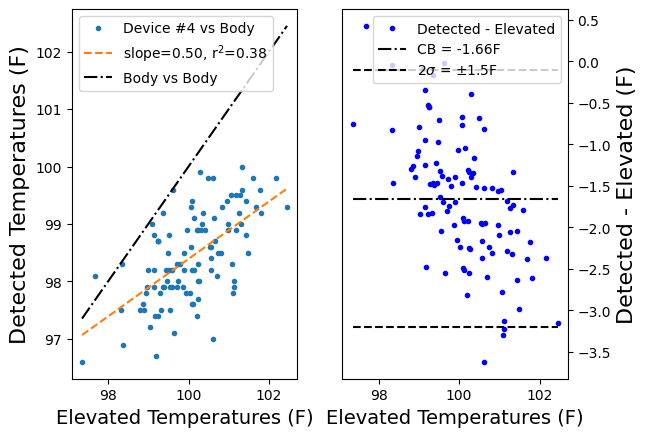 Device #4 vs Body
slope=0.50, r²=0.38
Body vs Body
102
101
100
99
98
97
98
100
102
Detected Temperatures (F)
Elevated Temperatures (F)
Detected - Elevated
CB = -1.66F
2σ = ±1.5F
0.5
0.0
−0.5
−1.0
−1.5
−2.0
−2.5
−3.0
−3.5
98
100
102
Detected - Elevated (F)
Elevated Temperatures (F)